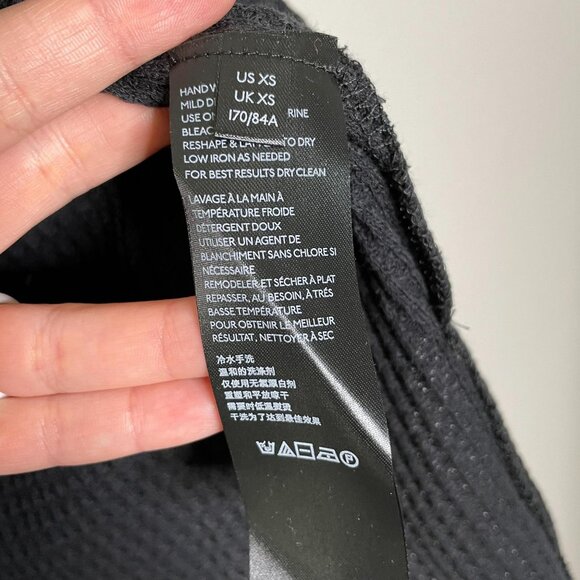 US XS
UK XS
170/84A
HAND
MILD
USE RINE
BLEAC
RESHAPE & DRY
LOW IRON AS NEEDED
FOR BEST RESULTS DRYCLEAN
LAVAGE À LA MAIN À
TEMPÉRATURE FROIDE
DÉTERGENT DOUX
UTILISER UN AGENT DE
BLANCHIMENT SANS CHLORE SI
NÉCESSAIRE
REMODELER ET SÉCHER À PLAT
REPASSER, AU BESOIN, À TRÉS
BASSE TEMPÉRATURE
POUR OBTENIR LE MEILLEUR
RÉSULTAT, NETTOYER À SEC
冷水手洗
温和的洗涤剂
仅使用无氯漂白剂
重塑和平放晾干
需要时低温熨烫
干洗为了达到最佳效果
P